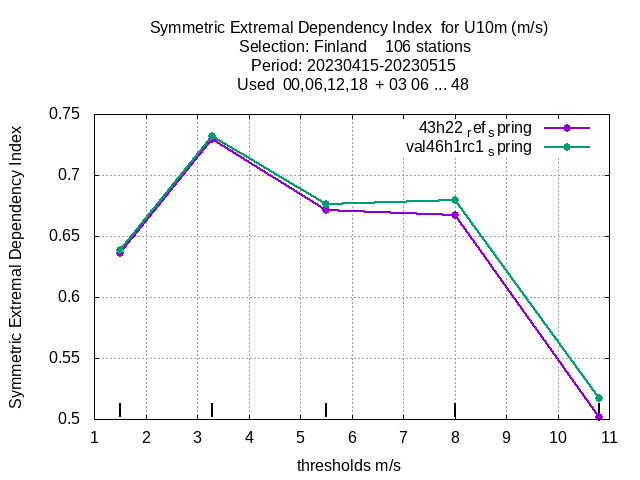 Symmetric Extremal Dependency Index for U10m (m/s)
Selection: Finland 106 stations
Period: 20230415-20230515
Used 00,06,12,18 + 03 06 ... 48
43h22ref spring
val46h1rc1 spring
Symmetric Extremal Dependency Index
0.75
0.7
0.65
0.6
0.55
0.5
1 2 3 4 5 6 7 8 9 10 11
thresholds m/s